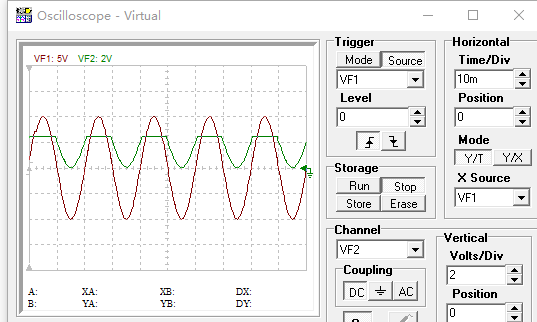 Oscilloscope - Virtual
VF1: 5V VF2: 2V
A: XA: XB: DX:
B: YA: YB: DY:
Trigger
Mode Source
VF1
Level
0
Storage
Run Stop
Store Erase
Channel
VF2
Coupling
DC AC
Horizontal
Time/Div
10m
Position
0
Mode
Y/T Y/X
X Source
VF1
Vertical
Volts/Div
2
Position
0